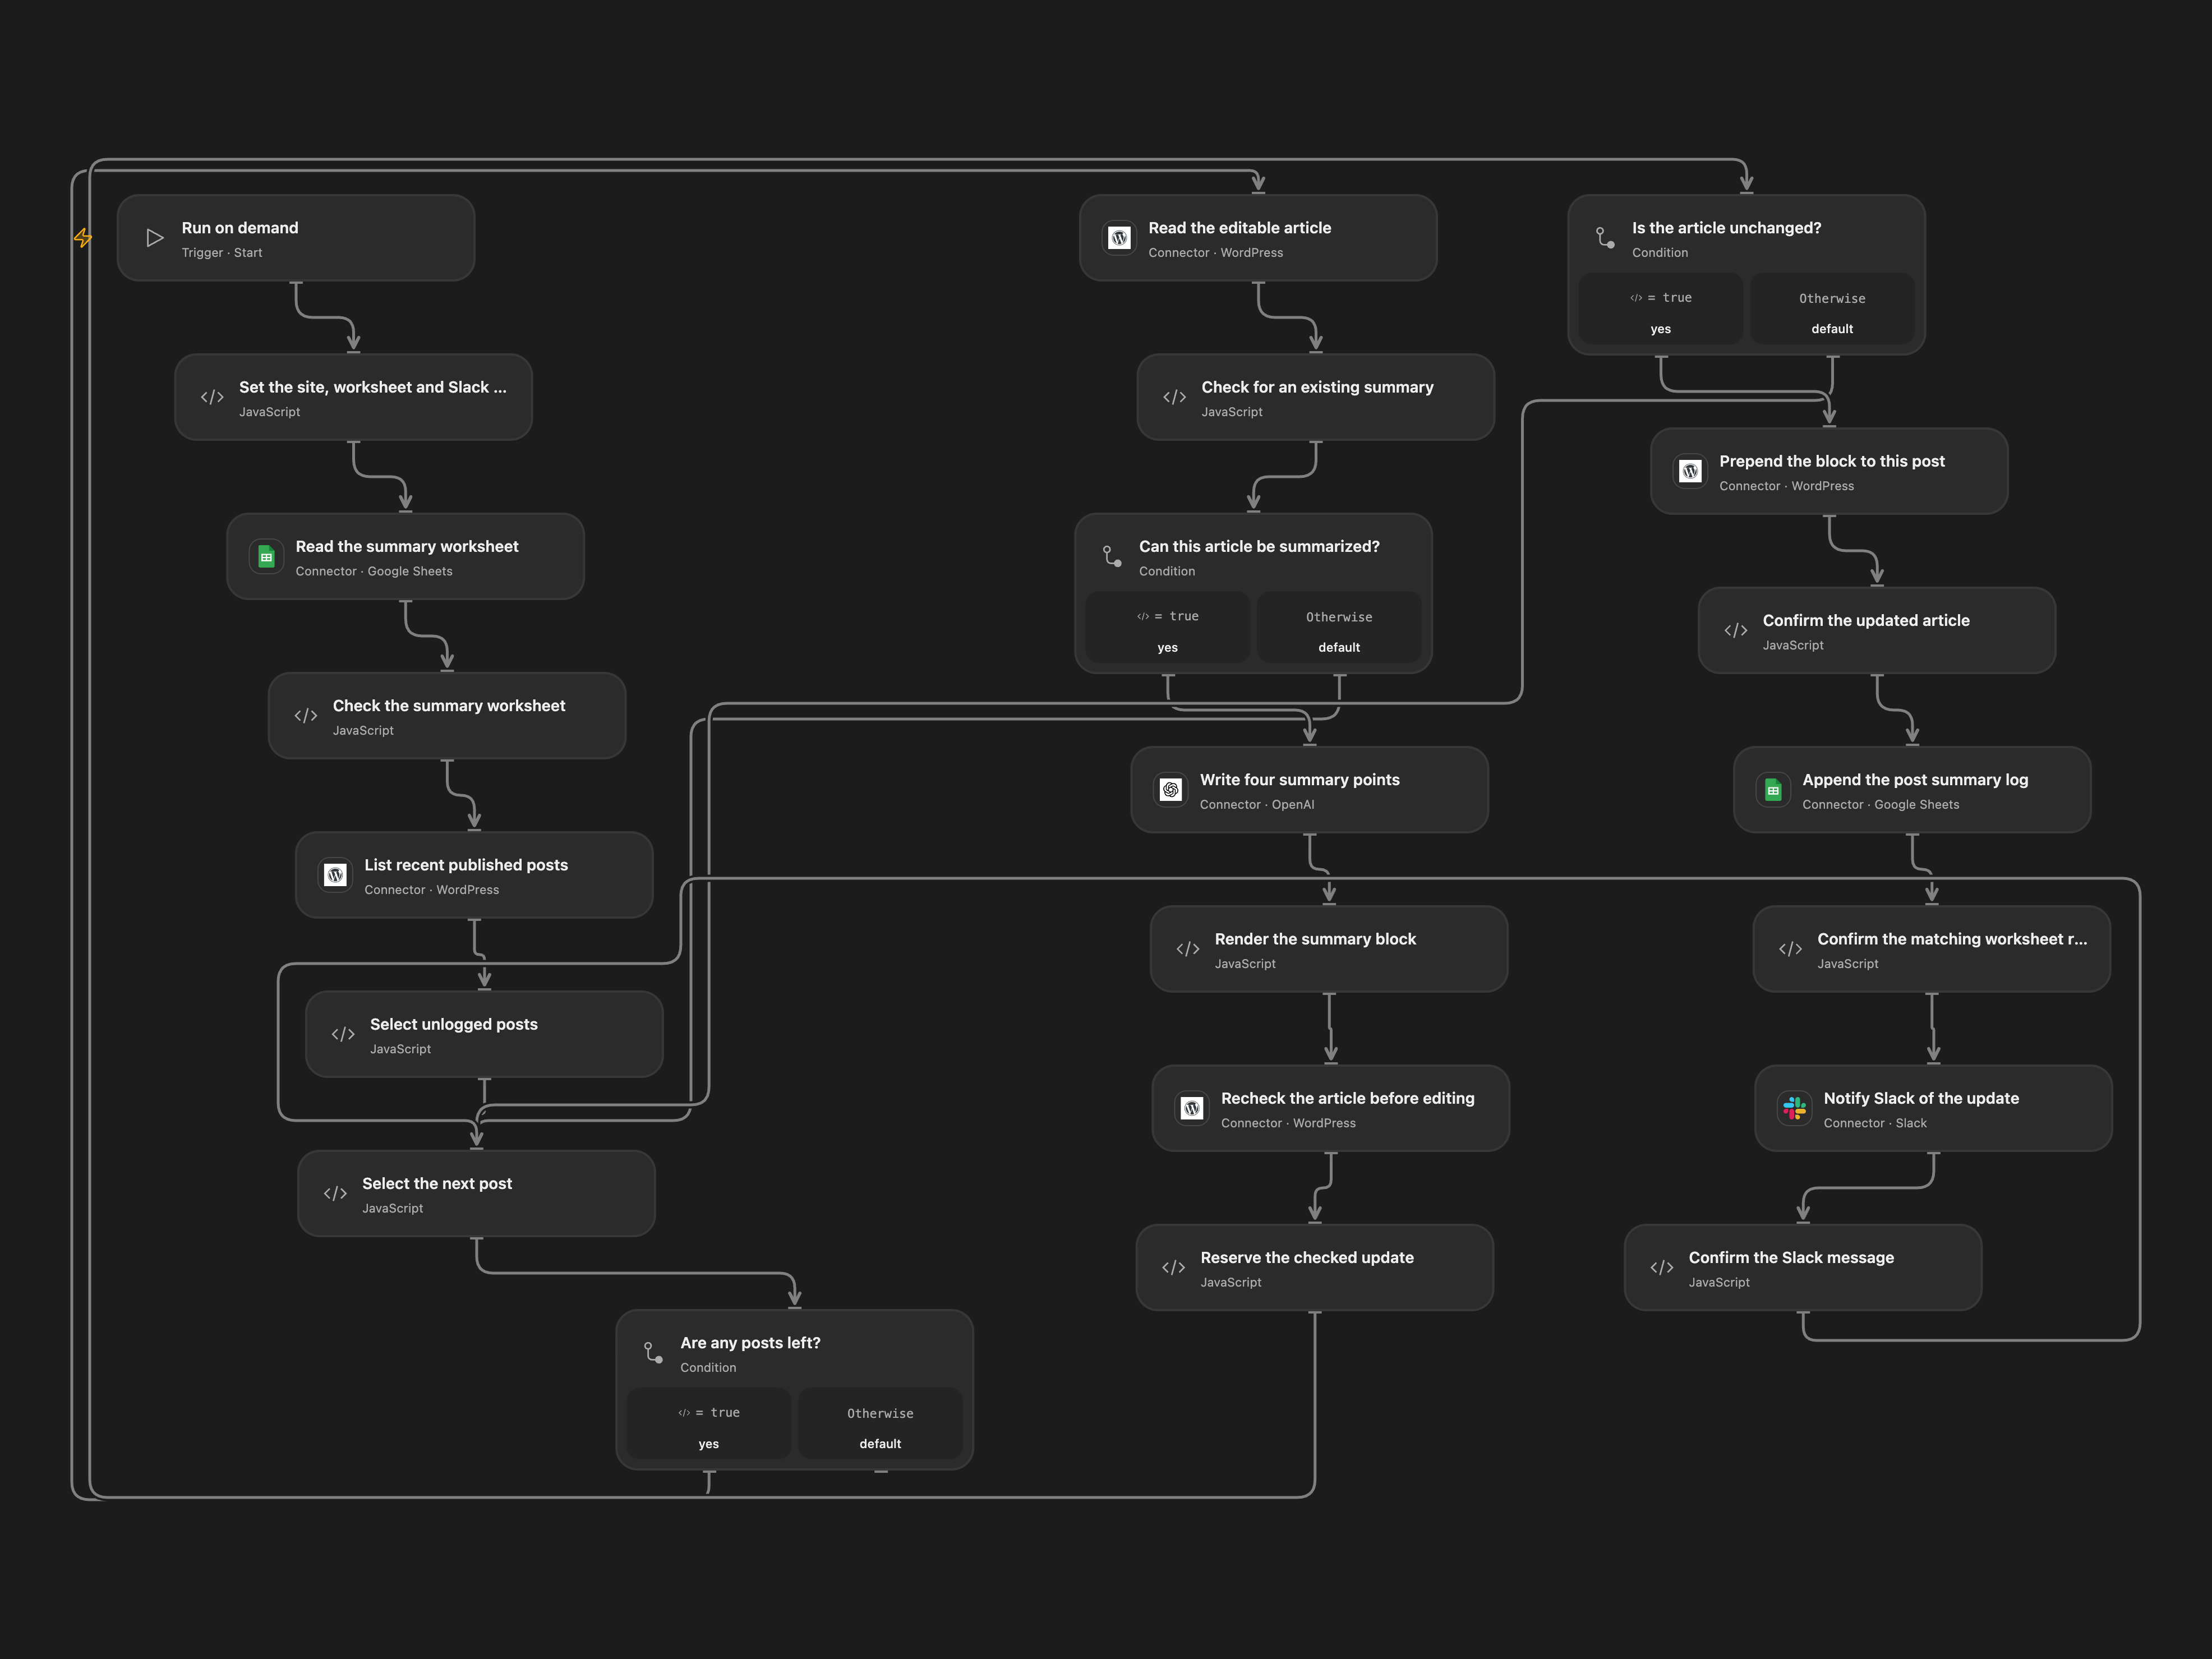 Run on demand
Trigger · Start
Set the site, worksheet and Slack ...
JavaScript
Read the summary worksheet
Connector · Google Sheets
Check the summary worksheet
JavaScript
List recent published posts
Connector · WordPress
Select unlogged posts
JavaScript
Select the next post
JavaScript
Are any posts left?
Condition
</> = true
yes
Otherwise
default
Read the editable article
Connector · WordPress
Check for an existing summary
JavaScript
Can this article be summarized?
Condition
</> = true
yes
Otherwise
default
Write four summary points
Connector · OpenAI
Render the summary block
JavaScript
Recheck the article before editing
Connector · WordPress
Reserve the checked update
JavaScript
Is the article unchanged?
Condition
</> = true
yes
Otherwise
default
Prepend the block to this post
Connector · WordPress
Confirm the updated article
JavaScript
Append the post summary log
Connector · Google Sheets
Confirm the matching worksheet r...
JavaScript
Notify Slack of the update
Connector · Slack
Confirm the Slack message
JavaScript